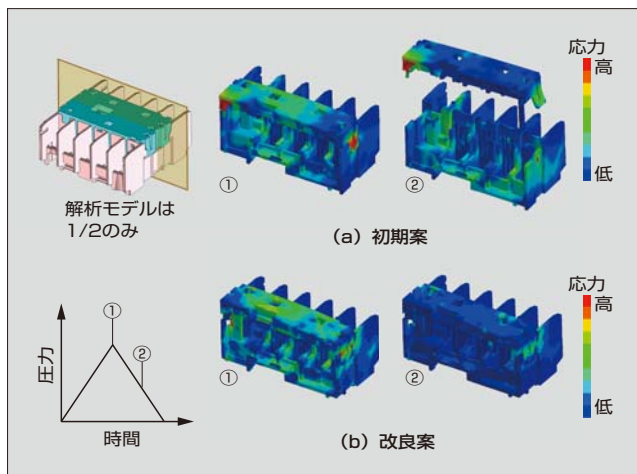 応力
高
低
解析モデルは
1/2のみ
①
②
(a) 初期案
応力
高
低
①
②
圧力
時間
①
②
(b) 改良案